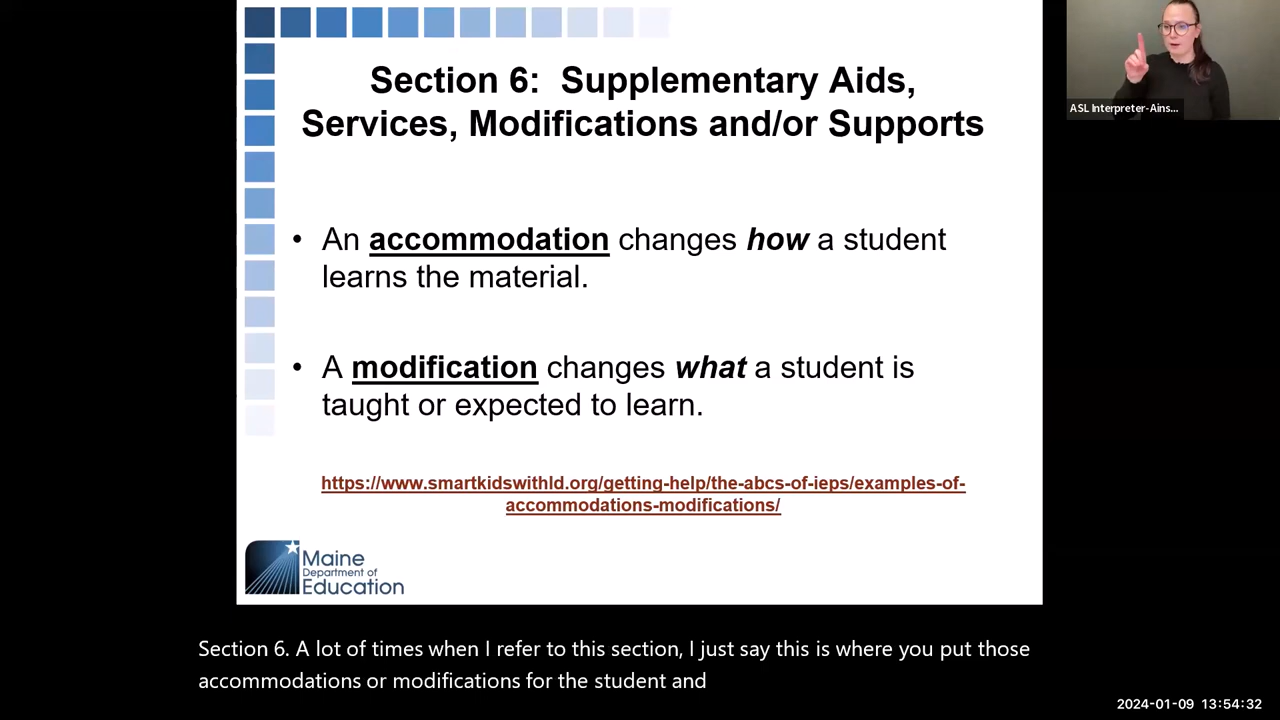 Section 6:  Supplementary Aids,
Services, Modifications and/or Supports
• An accommodation changes how a student
learns the material.
• A modification changes what a student is
taught or expected to learn.
https://www.smartkidswithld.org/getting-help/the-abcs-of-ieps/examples-of-
accommodations-modifications/
Maine
Department of
Education
ASL Interpreter-Ains...
Section 6. A lot of times when I refer to this section, I just say this is where you put those
accommodations or modifications for the student and
2024-01-09 13:54:32